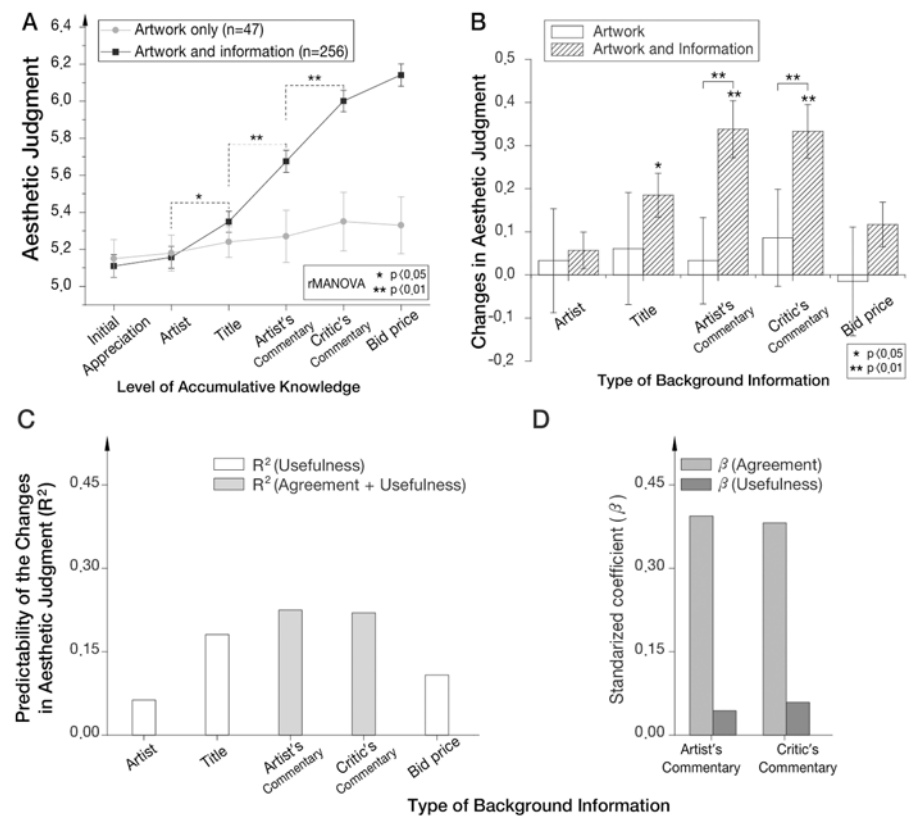 A
Artwork only (n=47)
Artwork and information (n=256)
Aesthetic Judgment
6.4
6.2
6.0
5.8
5.6
5.4
5.2
5.0
*
**
**
rMANOVA
* p<0.05
** p<0.01
Initial
Appreciation
Artist
Title
Artist's
Commentary
Critic's
Commentary
Bid price
Level of Accumulative Knowledge
B
Artwork
Artwork and Information
Changes in Aesthetic Judgment
0.5
0.4
0.3
0.2
0.1
0.0
-0.1
-0.2
*
**
**
**
**
Artist
Title
Artist's
Commentary
Critic's
Commentary
Bid price
* p<0.05
** p<0.01
Type of Background Information
C
R² (Usefulness)
R² (Agreement + Usefulness)
Predictability of the Changes
in Aesthetic Judgment (R²)
0.45
0.30
0.15
0.00
Artist
Title
Artist's
Commentary
Critic's
Commentary
Bid price
D
β (Agreement)
β (Usefulness)
Standarized coefficient (β)
0.45
0.30
0.15
0.00
Artist's
Commentary
Critic's
Commentary
Type of Background Information